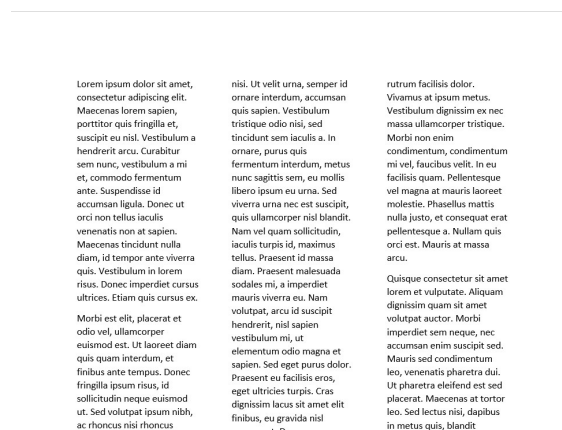 Lorem ipsum dolor sit amet,
consectetur adipiscing elit.
Maecenas lorem sapien,
porttitor quis fringilla et,
suscipit eu nisl. Vestibulum a
hendrerit arcu. Curabitur
sem nunc, vestibulum a mi
et, commodo fermentum
ante. Suspendisse id
accumsan ligula. Donec ut
orci non tellus iaculis
venenatis non at sapien.
Maecenas tincidunt nulla
diam, id tempor ante viverra
quis. Vestibulum in lorem
risus. Donec imperdiet cursus
ultrices. Etiam quis cursus ex.
Morbi est elit, placerat et
odio vel, ullamcorper
euismod est. Ut laoreet diam
quis quam interdum, et
finibus ante tempus. Donec
fringilla ipsum risus, id
sollicitudin neque euismod
ut. Sed volutpat ipsum nibh,
ac rhoncus nisi rhoncus
nisi. Ut velit urna, semper id
ornare interdum, accumsan
quis sapien. Vestibulum
tristique odio nisi, sed
tincidunt sem iaculis a. In
ornare, purus quis
fermentum interdum, metus
nunc sagittis sem, eu mollis
libero ipsum eu urna. Sed
viverra urna nec est suscipit,
quis ullamcorper nisl blandit.
Nam vel quam sollicitudin,
iaculis turpis id, maximus
tellus. Praesent id massa
diam. Praesent malesuada
sodales mi, a imperdiet
mauris viverra eu. Nam
volutpat, arcu id suscipit
hendrerit, nisl sapien
vestibulum mi, ut
elementum odio magna et
sapien. Sed eget purus dolor.
Praesent eu facilisis eros,
eget ultricies turpis. Cras
dignissim lacus sit amet elit
finibus, eu gravida nisl
rutrum facilisis dolor.
Vivamus at ipsum metus.
Vestibulum dignissim ex nec
massa ullamcorper tristique.
Morbi non enim
condimentum, condimentum
mi vel, faucibus velit. In eu
facilisis quam. Pellentesque
vel magna at mauris laoreet
molestie. Phasellus mattis
nulla justo, et consequat erat
pellentesque a. Nullam quis
orci est. Mauris at massa
arcu.
Quisque consectetur sit amet
lorem et vulputate. Aliquam
dignissim quam sit amet
volutpat auctor. Morbi
imperdiet sem neque, nec
accumsan enim suscipit sed.
Mauris sed condimentum
leo, venenatis pharetra dui.
Ut pharetra eleifend est sed
placerat. Maecenas at tortor
leo. Sed lectus nisi, dapibus
in metus quis, blandit